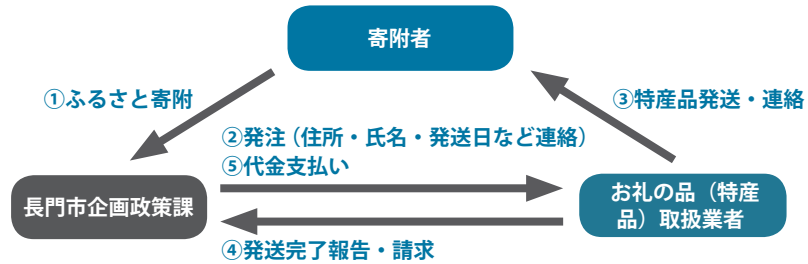 寄附者
①ふるさと寄附
③特産品発送・連絡
②発注（住所・氏名・発送日など連絡）
⑤代金支払い
長門市企画政策課
お礼の品（特産
品）取扱業者
④発送完了報告・請求